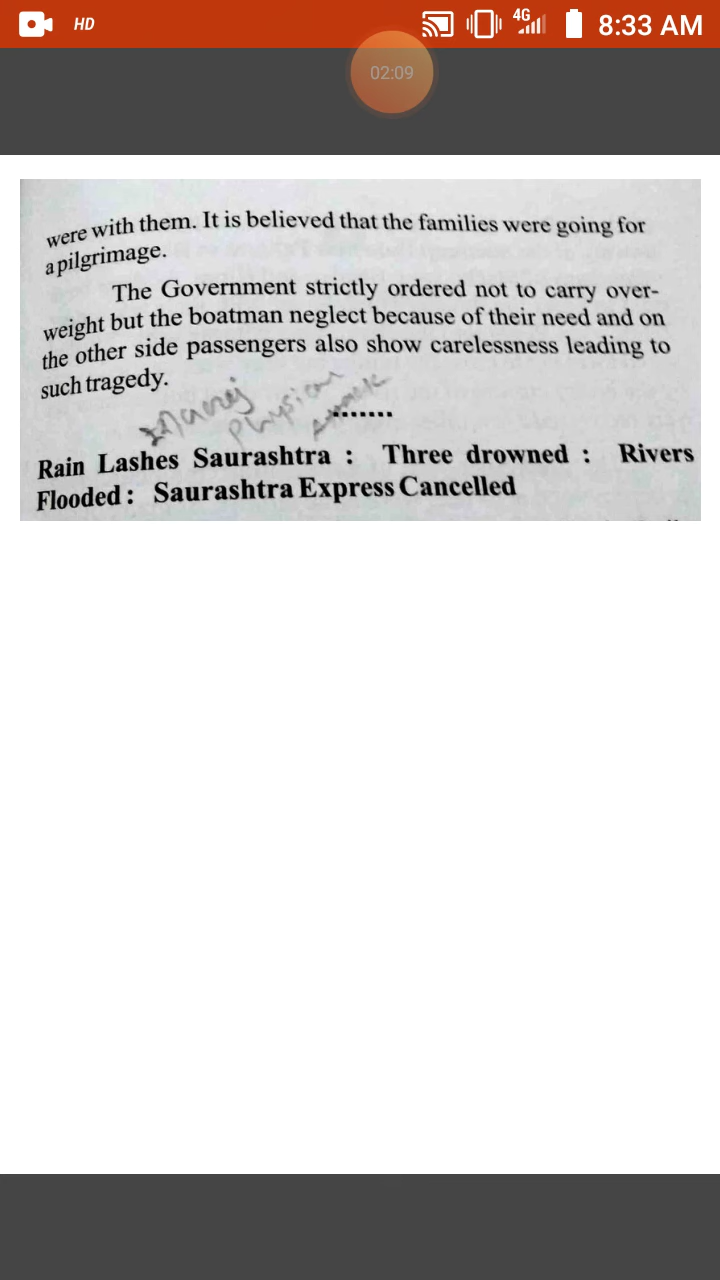 HD
4G
8:33 AM
02:09
were with them. It is believed that the families were going for
a pilgrimage.
The Government strictly ordered not to carry over-
weight but the boatman neglect because of their need and on
the other side passengers also show carelessness leading to
such tragedy.
.......
Rain Lashes Saurashtra : Three drowned : Rivers
Flooded : Saurashtra Express Cancelled